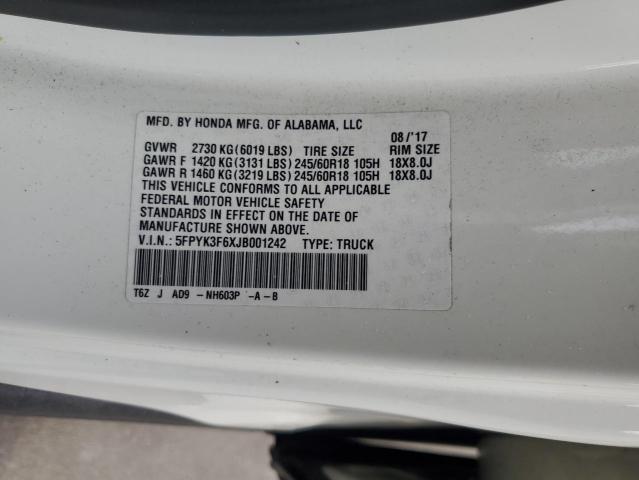 MFD. BY HONDA MFG. OF ALABAMA, LLC 08/'17
GVWR 2730 KG(6019 LBS) TIRE SIZE RIM SIZE
GAWR F 1420 KG(3131 LBS) 245/60R18 105H 18X8.0J
GAWR R 1460 KG(3219 LBS) 245/60R18 105H 18X8.0J
THIS VEHICLE CONFORMS TO ALL APPLICABLE
FEDERAL MOTOR VEHICLE SAFETY
STANDARDS IN EFFECT ON THE DATE OF
MANUFACTURE SHOWN ABOVE.
V.I.N.: 5FPYK3F6XJB001242 TYPE: TRUCK
T6Z J AD9 -NH603P -A-B